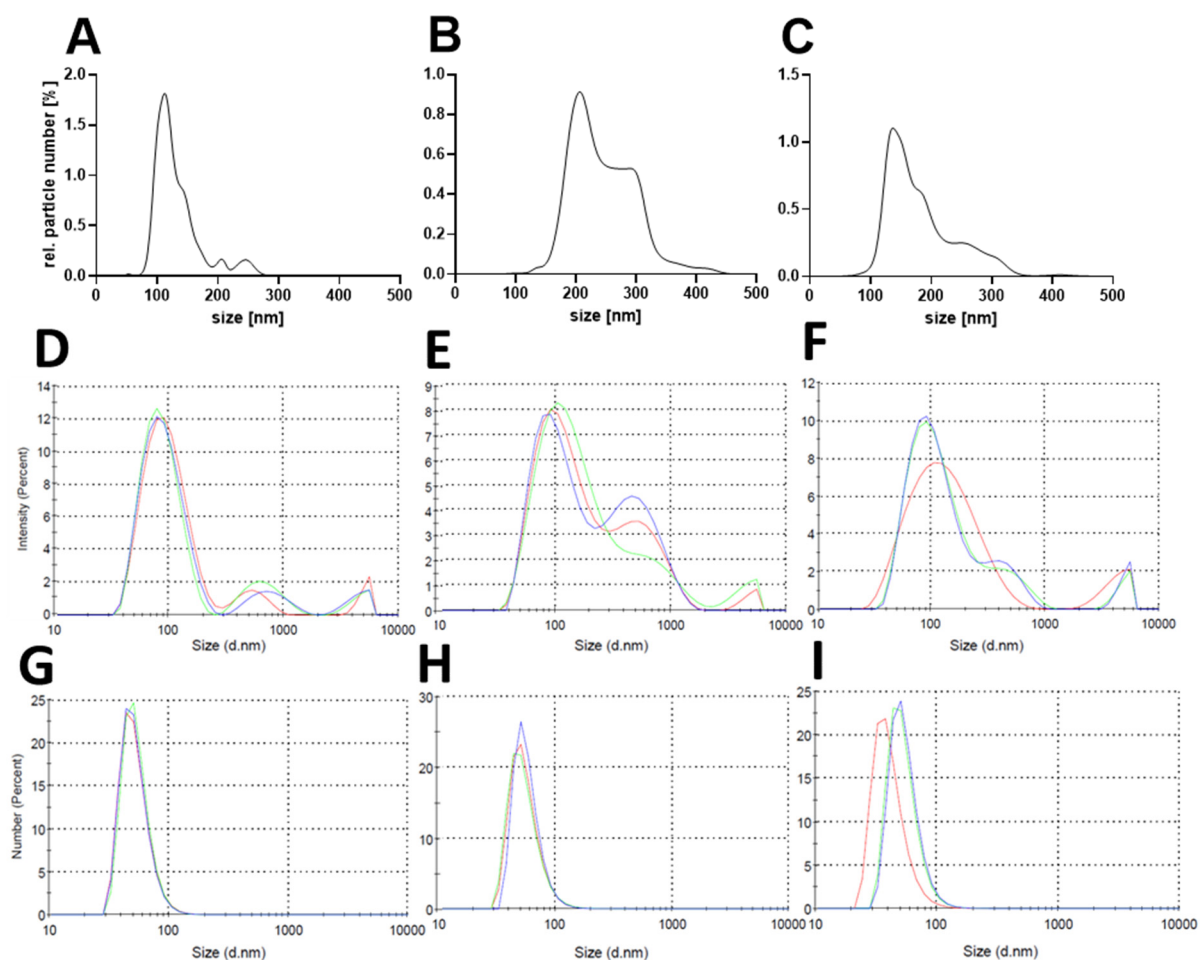 A
B
C
rel. particle number [%]
2.0
1.5
1.0
0.5
0.0
0 100 200 300 400 500
size [nm]
1.0
0.8
0.6
0.4
0.2
0.0
0 100 200 300 400 500
size [nm]
1.5
1.0
0.5
0.0
0 100 200 300 400 500
size [nm]
D
E
F
Intensity (Percent)
14
12
10
8
6
4
2
0
10 100 1000 10000
Size (d.nm)
9
8
7
6
5
4
3
2
1
0
10 100 1000 10000
Size (d.nm)
12
10
8
6
4
2
0
10 100 1000 10000
Size (d.nm)
G
H
I
Number (Percent)
25
20
15
10
5
0
10 100 1000 10000
Size (d.nm)
30
20
10
0
10 100 1000 10000
Size (d.nm)
25
20
15
10
5
0
10 100 1000 10000
Size (d.nm)